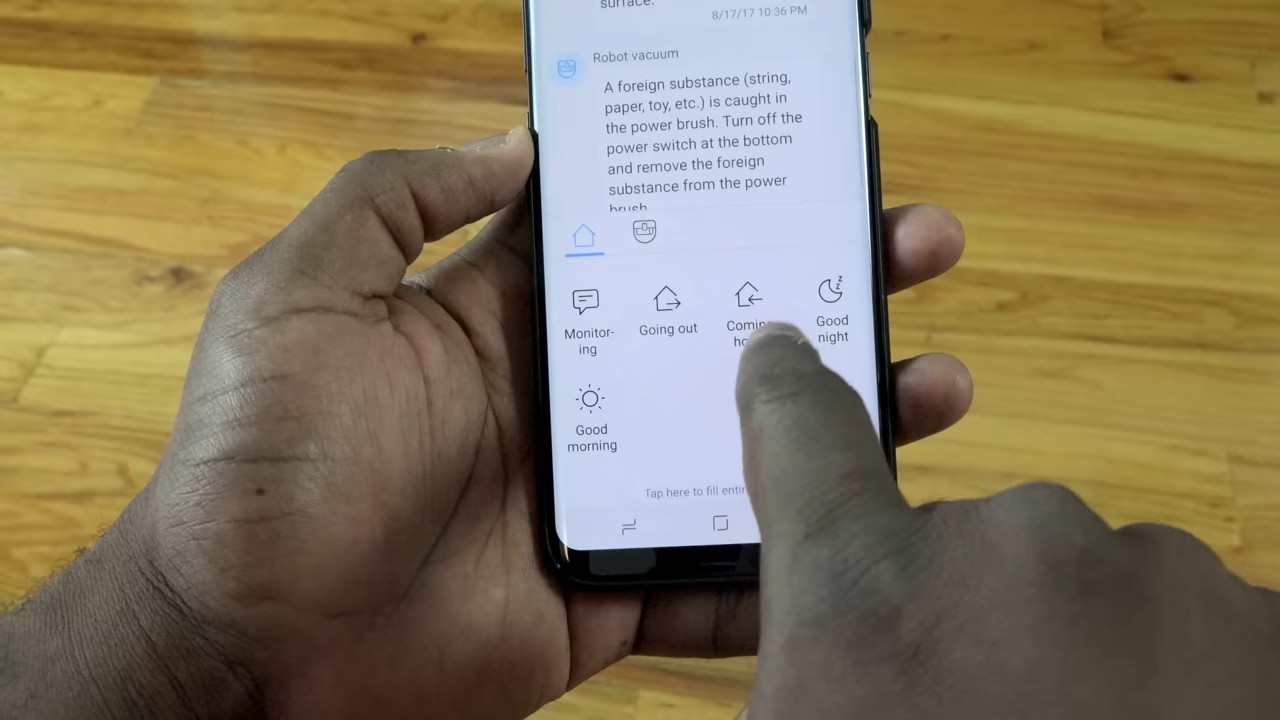 surface.
8/17/17 10:36 PM
Robot vacuum
A foreign substance (string,
paper, toy, etc.) is caught in
the power brush. Turn off the
power switch at the bottom
and remove the foreign
substance from the power
brush.
Monitor-
ing
Going out
Coming
Good
night
Good
morning
Tap here to fill